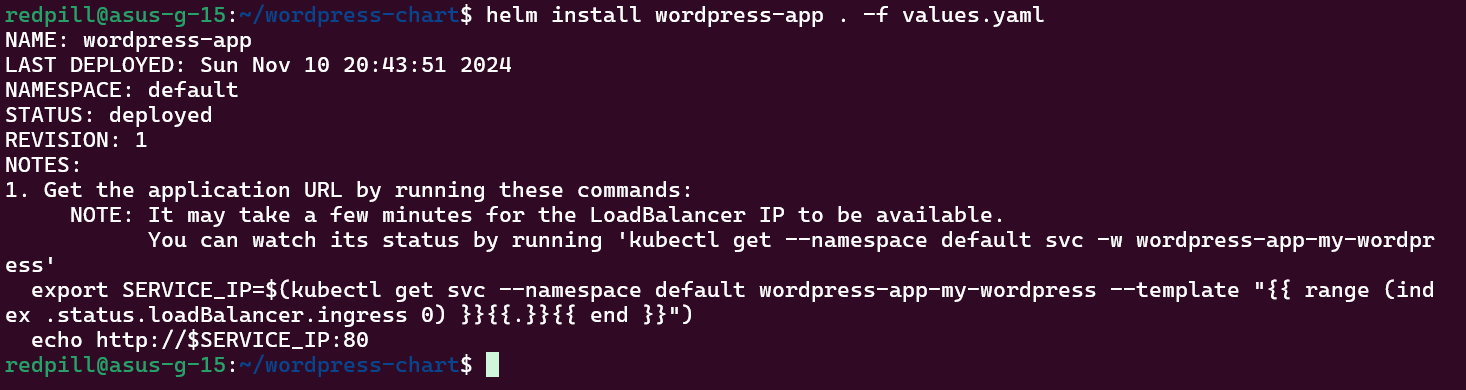 redpill@asus-g-15:~/wordpress-chart$ helm install wordpress-app . -f values.yaml
NAME: wordpress-app
LAST DEPLOYED: Sun Nov 10 20:43:51 2024
NAMESPACE: default
STATUS: deployed
REVISION: 1
NOTES:
1. Get the application URL by running these commands:
     NOTE: It may take a few minutes for the LoadBalancer IP to be available.
           You can watch its status by running 'kubectl get --namespace default svc -w wordpress-app-my-wordpr
ess'
  export SERVICE_IP=$(kubectl get svc --namespace default wordpress-app-my-wordpress --template "{{ range (ind
ex .status.loadBalancer.ingress 0) }}{{.}}{{ end }}")
  echo http://$SERVICE_IP:80
redpill@asus-g-15:~/wordpress-chart$